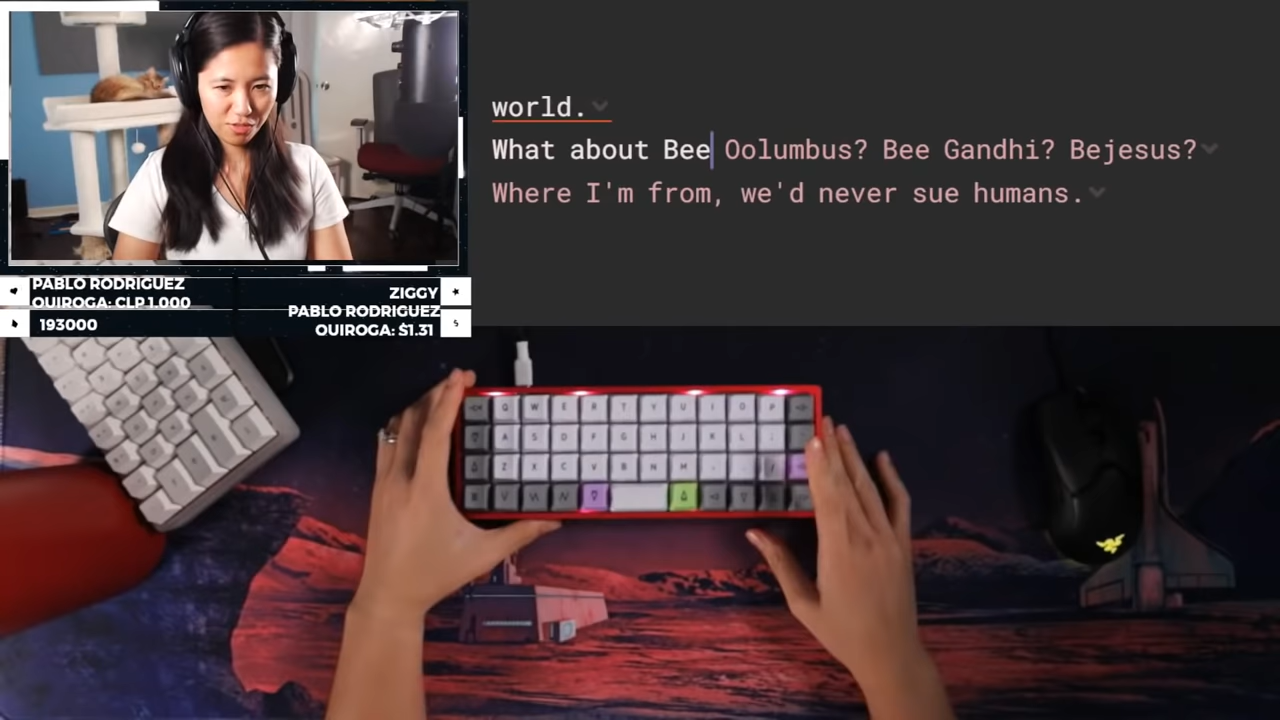 world.
What about Bee Oolumbus? Bee Gandhi? Bejesus?
Where I'm from, we'd never sue humans.
PABLO RODRIGUEZ
QUIROGA: CLP 1.000
ZIGGY
193000
PABLO RODRIGUEZ
QUIROGA: $1.31
Q W E R T Y U I O P
A S D F G H J K L ;
Z X C V B N M , . /